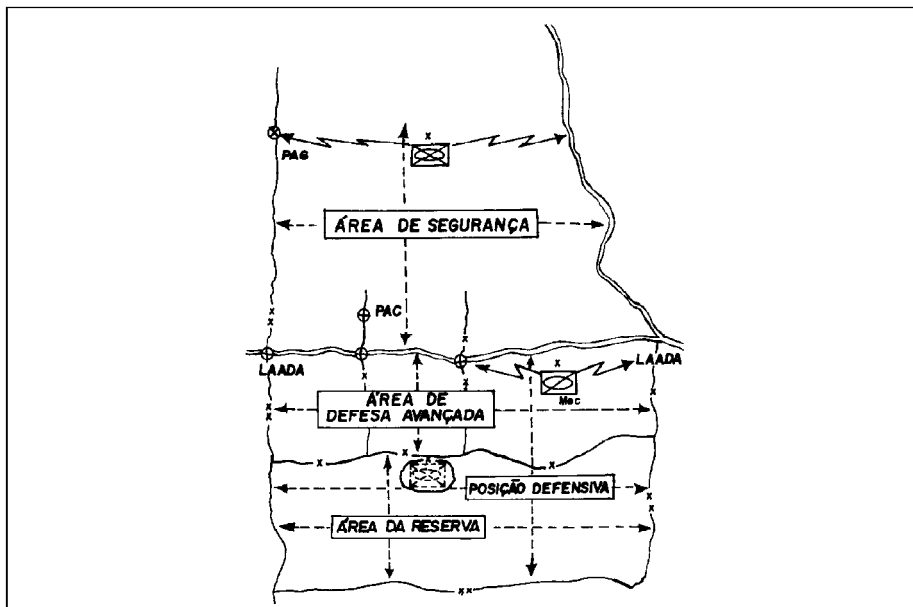 PAG
ÁREA DE SEGURANÇA
PAC
LAADA
LAADA
Mec
ÁREA DE
DEFESA AVANÇADA
POSIÇÃO DEFENSIVA
ÁREA DA RESERVA